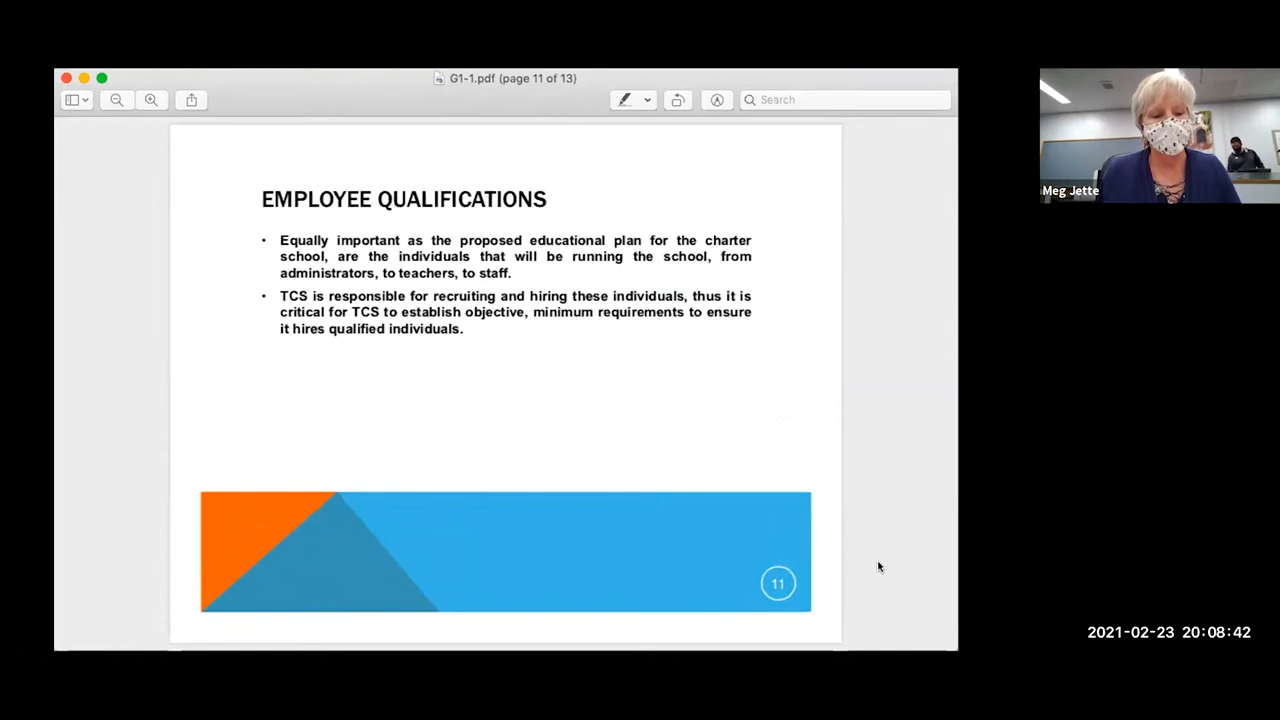 G1-1.pdf (page 11 of 13)
Search
EMPLOYEE QUALIFICATIONS
• Equally important as the proposed educational plan for the charter
school, are the individuals that will be running the school, from
administrators, to teachers, to staff.
• TCS is responsible for recruiting and hiring these individuals, thus it is
critical for TCS to establish objective, minimum requirements to ensure
it hires qualified individuals.
11
Meg Jette
2021-02-23 20:08:42